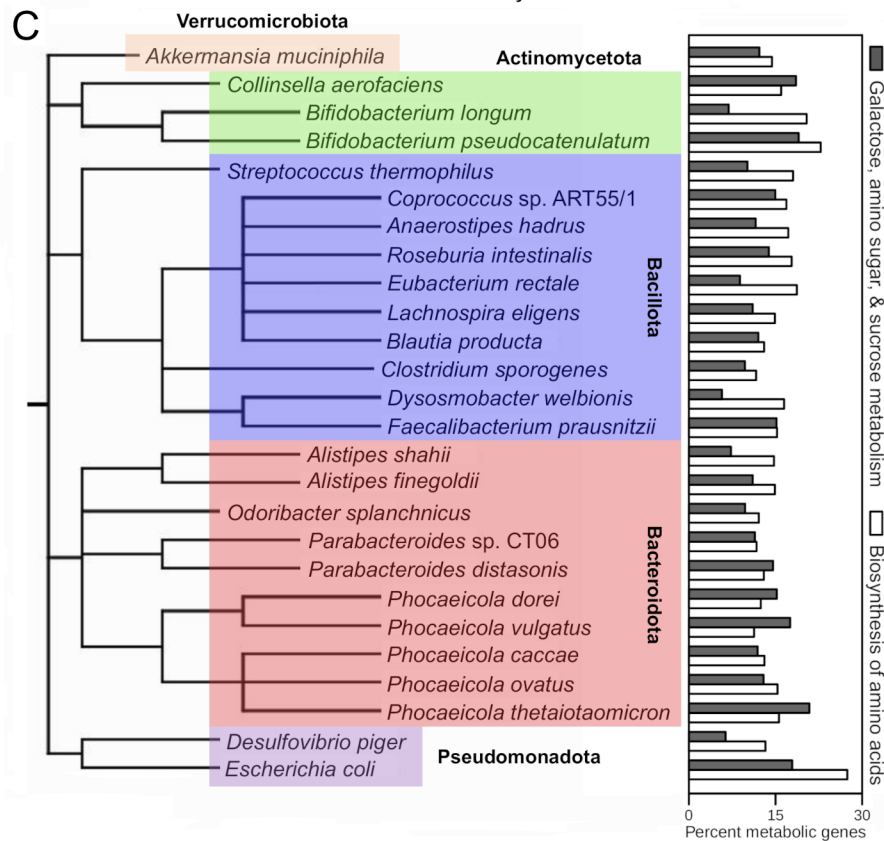 C
Verrucomicrobiota
Akkermansia muciniphila
Actinomycetota
Collinsella aerofaciens
Bifidobacterium longum
Bifidobacterium pseudocatenulatum
Streptococcus thermophilus
Coprococcus sp. ART55/1
Anaerostipes hadrus
Roseburia intestinalis
Eubacterium rectale
Lachnospira eligens
Blautia producta
Clostridium sporogenes
Dysosmobacter welbionis
Faecalibacterium prausnitzii
Bacillota
Alistipes shahii
Alistipes finegoldii
Odoribacter splanchnicus
Parabacteroides sp. CT06
Parabacteroides distasonis
Phocaeicola dorei
Phocaeicola vulgatus
Phocaeicola caccae
Phocaeicola ovatus
Phocaeicola thetaiotaomicron
Bacteroidota
Desulfovibrio piger
Escherichia coli
Pseudomonadota
0 15 30
Percent metabolic genes
Galactose, amino sugar, & sucrose metabolism
Biosynthesis of amino acids